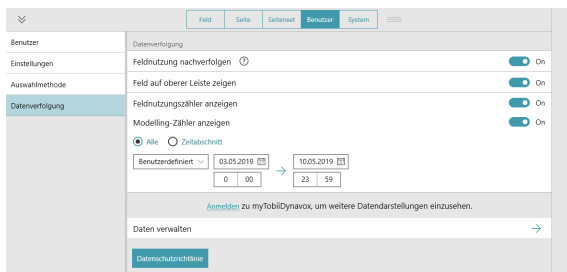 Feld Seite Seitenset Benutzer System
Benutzer
Einstellungen
Auswahlmethode
Datenverfolgung
Datenverfolgung
Feldnutzung nachverfolgen ? On
Feld auf oberer Leiste zeigen On
Feldnutzungszähler anzeigen On
Modelling-Zähler anzeigen On
Alle Zeitabschnitt
Benutzerdefiniert 03.05.2019 10.05.2019
0 00 23 59
Anmelden zu myTobiiDynavox, um weitere Datendarstellungen einzusehen.
Daten verwalten
Datenschutzrichtlinie